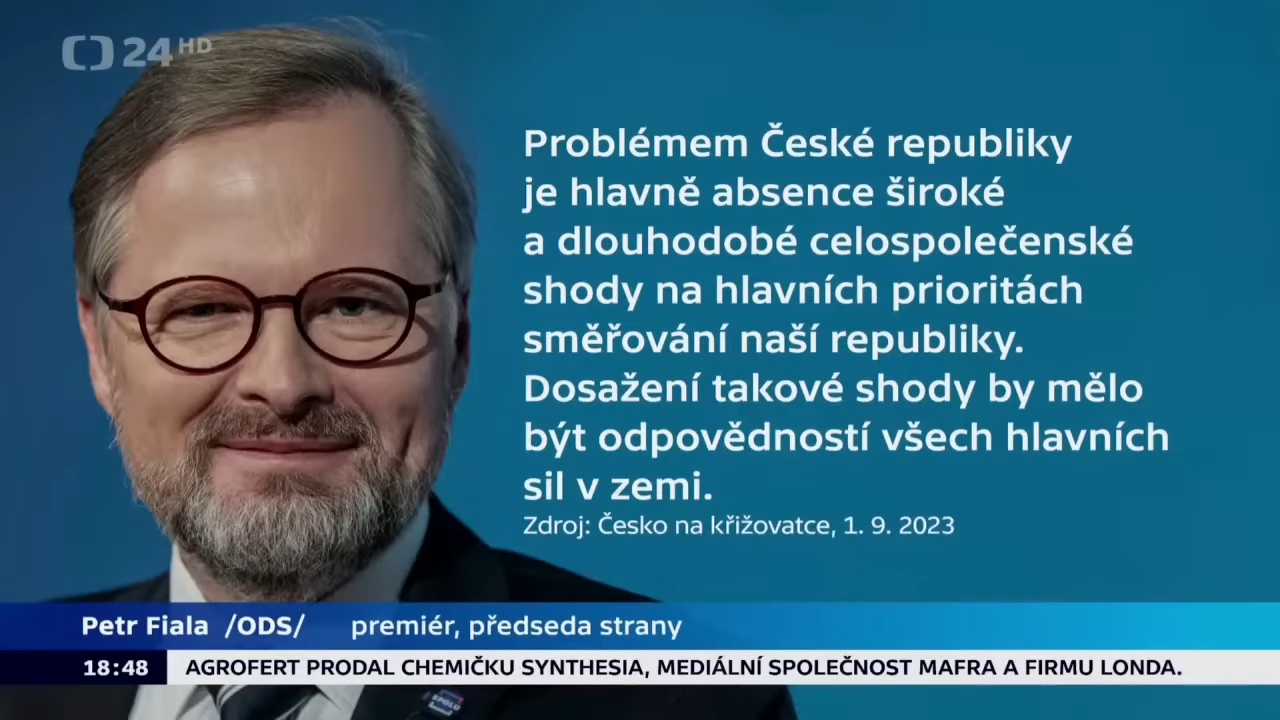 24 HD
Problémem České republiky
je hlavně absence široké
a dlouhodobé celospolečenské
shody na hlavních prioritách
směřování naší republiky.
Dosažení takové shody by mělo
být odpovědností všech hlavních
sil v zemi.
Zdroj: Česko na křižovatce, 1. 9. 2023
Petr Fiala /ODS/ premiér, předseda strany
18:48 AGROFERT PRODAL CHEMIČKU SYNTHESIA, MEDIÁLNÍ SPOLEČNOST MAFRA A FIRMU LONDA.
SPOLU